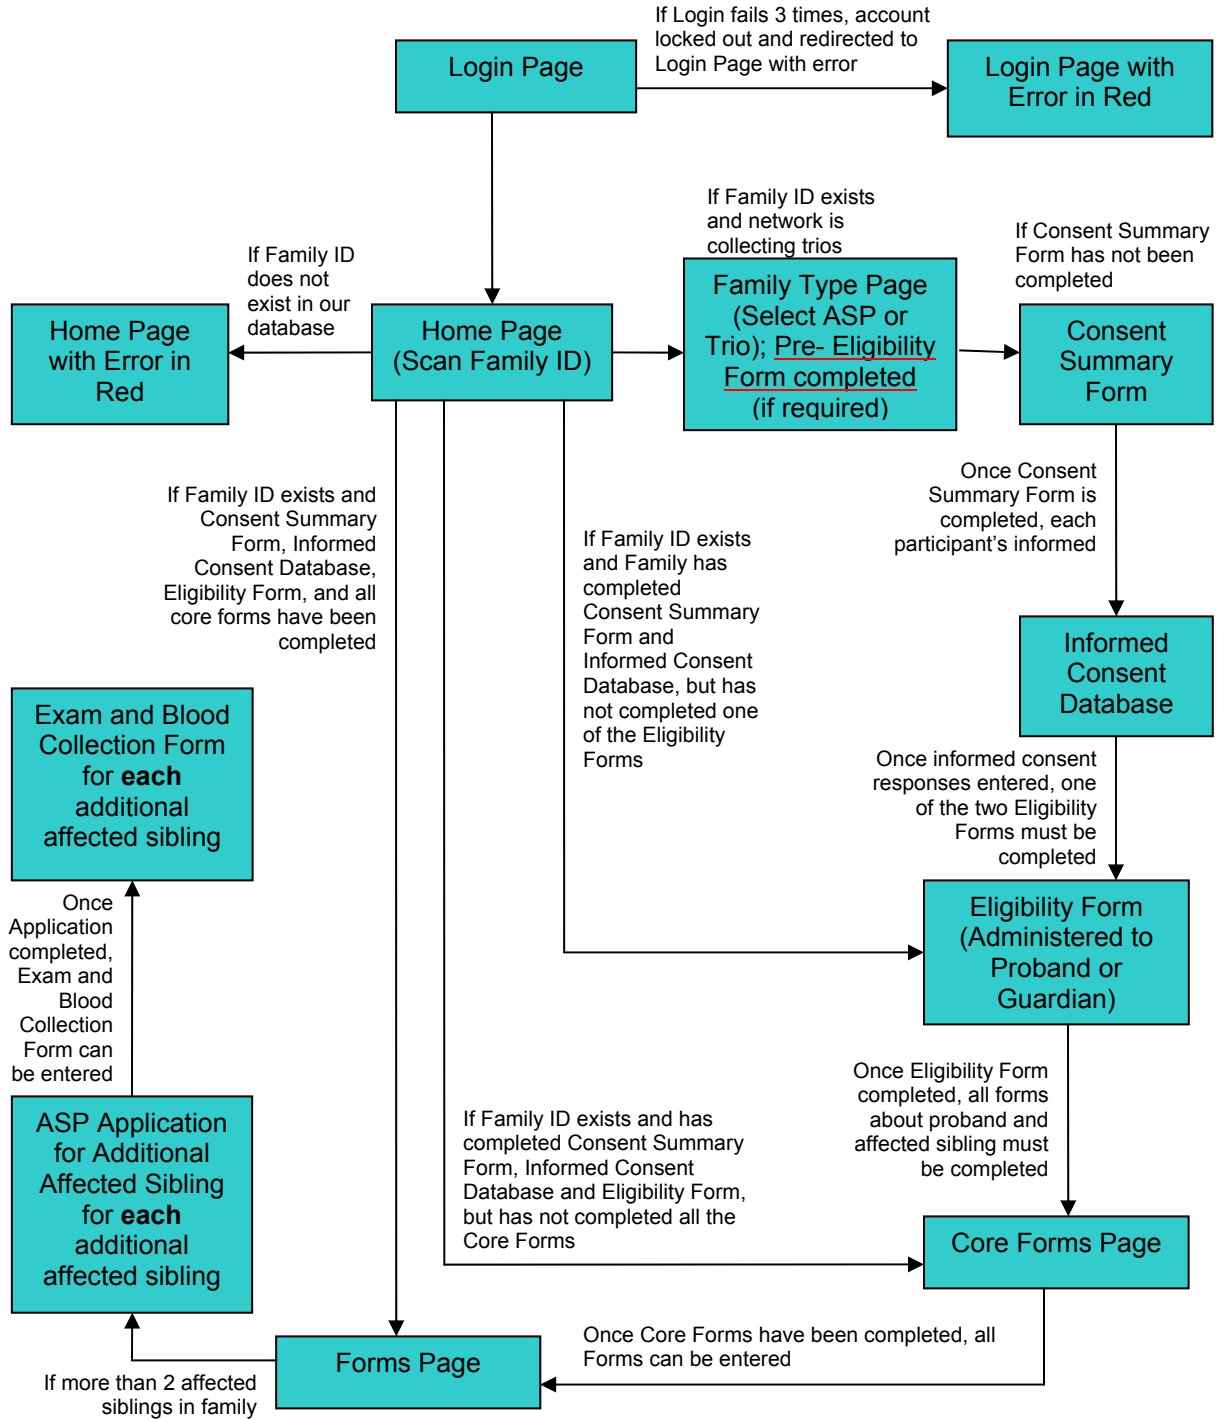 If Login fails 3 times, account
locked out and redirected to
Login Page with error
Login Page
Login Page with
Error in Red
If Family ID exists
and network is
collecting trios
If Consent Summary
Form has not been
completed
If Family ID
does not
exist in our
database
Home Page
with Error in
Red
Home Page
(Scan Family ID)
Family Type Page
(Select ASP or
Trio); Pre- Eligibility
Form completed
(if required)
Consent
Summary
Form
If Family ID exists and
Consent Summary
Form, Informed
Consent Database,
Eligibility Form, and all
core forms have been
completed
If Family ID exists
and Family has
completed
Consent Summary
Form and
Informed Consent
Database, but has
not completed one
of the Eligibility
Forms
Once Consent
Summary Form is
completed, each
participant’s informed
Informed
Consent
Database
Once informed consent
responses entered, one
of the two Eligibility
Forms must be
completed
Exam and Blood
Collection Form
for each
additional
affected sibling
Once
Application
completed,
Exam and
Blood
Collection
Form can
be entered
Eligibility Form
(Administered to
Proband or
Guardian)
Once Eligibility Form
completed, all forms
about proband and
affected sibling must
be completed
ASP Application
for Additional
Affected Sibling
for each
additional
affected sibling
If Family ID exists and has
completed Consent Summary
Form, Informed Consent
Database and Eligibility Form,
but has not completed all the
Core Forms
Core Forms Page
Once Core Forms have been completed, all
Forms can be entered
Forms Page
If more than 2 affected
siblings in family